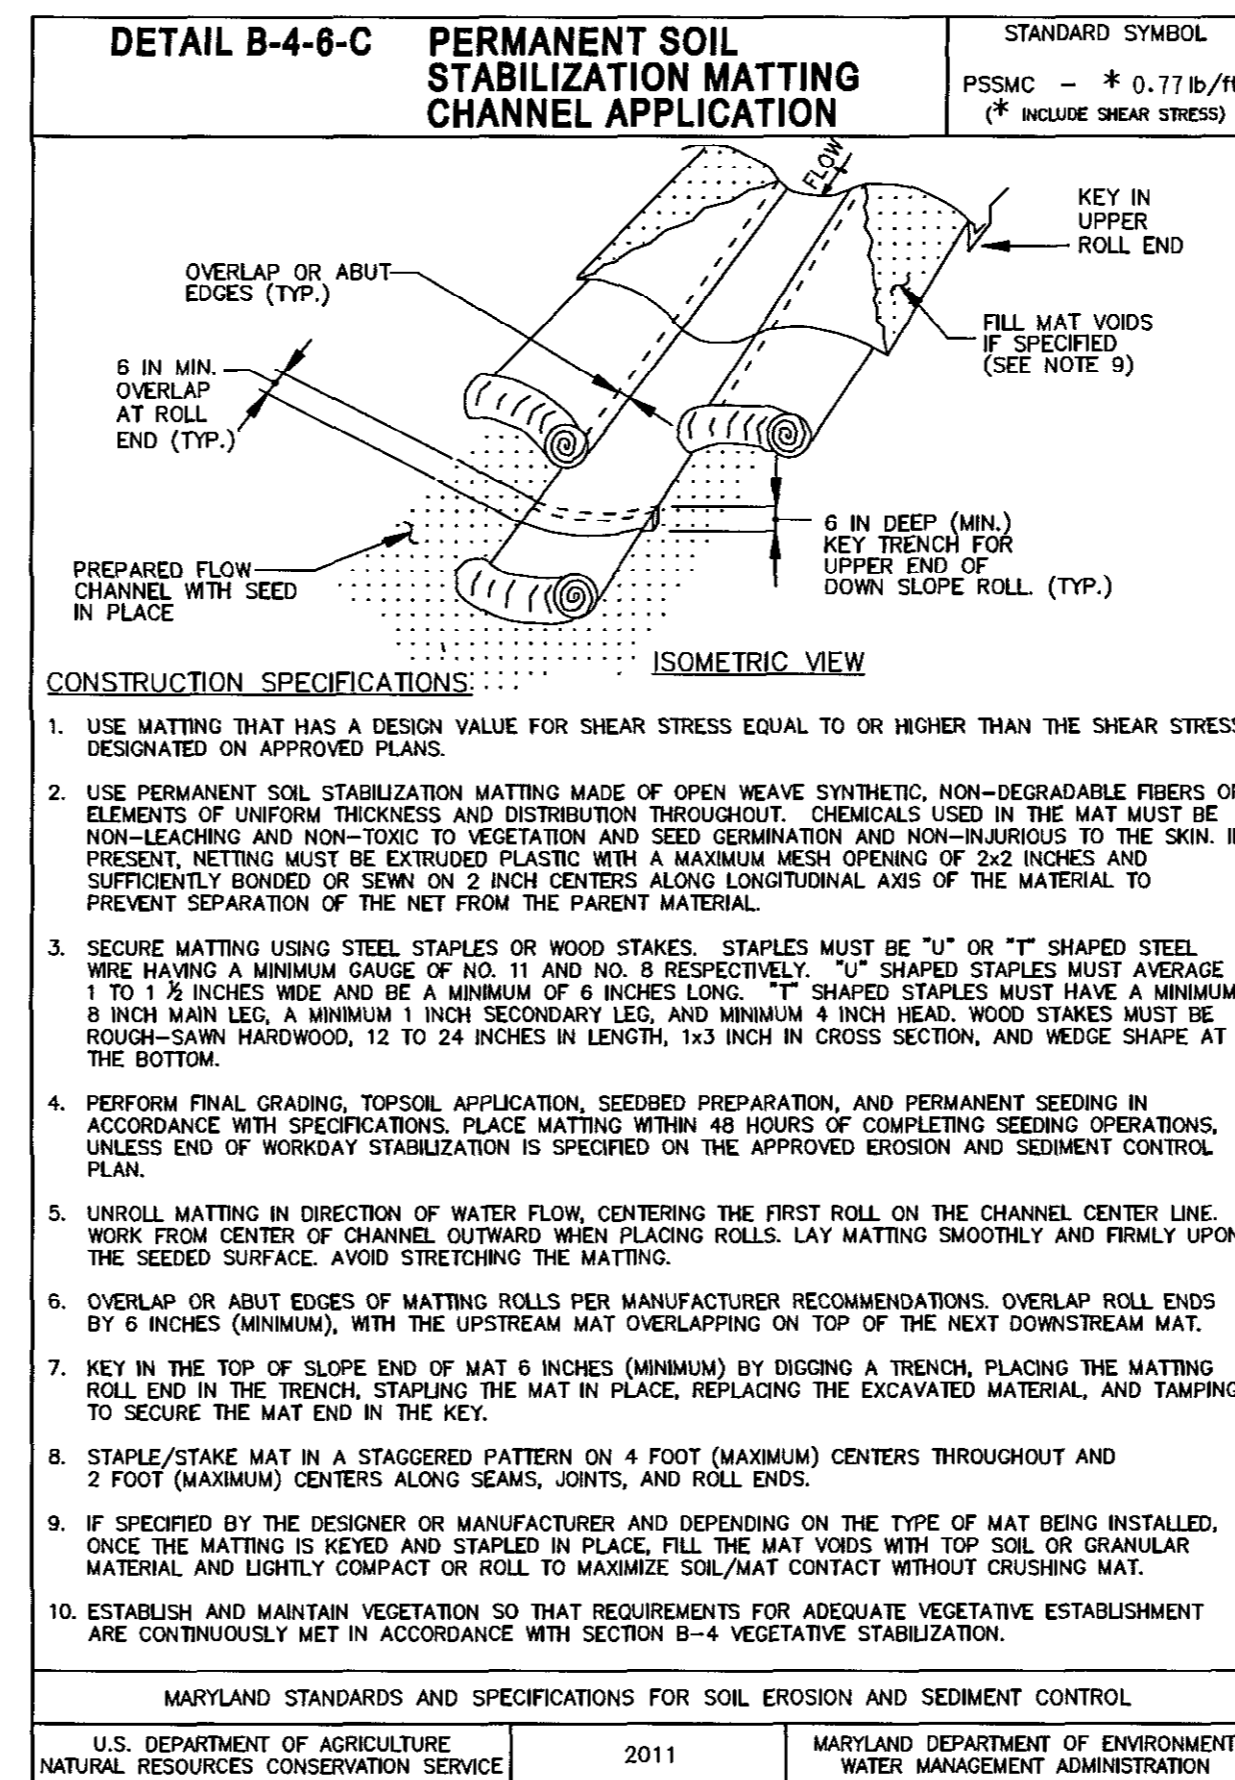 DETAIL B-4-6-C PERMANENT SOIL
STABILIZATION MATTING
CHANNEL APPLICATION
STANDARD SYMBOL
PSSMC - * 0.77 lb/ft
(* INCLUDE SHEAR STRESS)
FLOW
KEY IN
UPPER
ROLL END
OVERLAP OR ABUT
EDGES (TYP.)
FILL MAT VOIDS
IF SPECIFIED
(SEE NOTE 9)
6 IN MIN.
OVERLAP
AT ROLL
END (TYP.)
6 IN DEEP (MIN.)
KEY TRENCH FOR
UPPER END OF
DOWN SLOPE ROLL. (TYP.)
PREPARED FLOW
CHANNEL WITH SEED
IN PLACE
ISOMETRIC VIEW
CONSTRUCTION SPECIFICATIONS:
1. USE MATTING THAT HAS A DESIGN VALUE FOR SHEAR STRESS EQUAL TO OR HIGHER THAN THE SHEAR STRESS
DESIGNATED ON APPROVED PLANS.
2. USE PERMANENT SOIL STABILIZATION MATTING MADE OF OPEN WEAVE SYNTHETIC, NON-DEGRADABLE FIBERS OR
ELEMENTS OF UNIFORM THICKNESS AND DISTRIBUTION THROUGHOUT. CHEMICALS USED IN THE MAT MUST BE
NON-LEACHING AND NON-TOXIC TO VEGETATION AND SEED GERMINATION AND NON-INJURIOUS TO THE SKIN. IF
PRESENT, NETTING MUST BE EXTRUDED PLASTIC WITH A MAXIMUM MESH OPENING OF 2x2 INCHES AND
SUFFICIENTLY BONDED OR SEWN ON 2 INCH CENTERS ALONG LONGITUDINAL AXIS OF THE MATERIAL TO
PREVENT SEPARATION OF THE NET FROM THE PARENT MATERIAL.
3. SECURE MATTING USING STEEL STAPLES OR WOOD STAKES. STAPLES MUST BE "U" OR "T" SHAPED STEEL
WIRE HAVING A MINIMUM GAUGE OF NO. 11 AND NO. 8 RESPECTIVELY. "U" SHAPED STAPLES MUST AVERAGE
1 TO 1 ½ INCHES WIDE AND BE A MINIMUM OF 6 INCHES LONG. "T" SHAPED STAPLES MUST HAVE A MINIMUM
8 INCH MAIN LEG, A MINIMUM 1 INCH SECONDARY LEG, AND MINIMUM 4 INCH HEAD. WOOD STAKES MUST BE
ROUGH-SAWN HARDWOOD, 12 TO 24 INCHES IN LENGTH, 1x3 INCH IN CROSS SECTION, AND WEDGE SHAPE AT
THE BOTTOM.
4. PERFORM FINAL GRADING, TOPSOIL APPLICATION, SEEDBED PREPARATION, AND PERMANENT SEEDING IN
ACCORDANCE WITH SPECIFICATIONS. PLACE MATTING WITHIN 48 HOURS OF COMPLETING SEEDING OPERATIONS,
UNLESS END OF WORKDAY STABILIZATION IS SPECIFIED ON THE APPROVED EROSION AND SEDIMENT CONTROL
PLAN.
5. UNROLL MATTING IN DIRECTION OF WATER FLOW, CENTERING THE FIRST ROLL ON THE CHANNEL CENTER LINE.
WORK FROM CENTER OF CHANNEL OUTWARD WHEN PLACING ROLLS. LAY MATTING SMOOTHLY AND FIRMLY UPON
THE SEEDED SURFACE. AVOID STRETCHING THE MATTING.
6. OVERLAP OR ABUT EDGES OF MATTING ROLLS PER MANUFACTURER RECOMMENDATIONS. OVERLAP ROLL ENDS
BY 6 INCHES (MINIMUM), WITH THE UPSTREAM MAT OVERLAPPING ON TOP OF THE NEXT DOWNSTREAM MAT.
7. KEY IN THE TOP OF SLOPE END OF MAT 6 INCHES (MINIMUM) BY DIGGING A TRENCH, PLACING THE MATTING
ROLL END IN THE TRENCH, STAPLING THE MAT IN PLACE, REPLACING THE EXCAVATED MATERIAL, AND TAMPING
TO SECURE THE MAT END IN THE KEY.
8. STAPLE/STAKE MAT IN A STAGGERED PATTERN ON 4 FOOT (MAXIMUM) CENTERS THROUGHOUT AND
2 FOOT (MAXIMUM) CENTERS ALONG SEAMS, JOINTS, AND ROLL ENDS.
9. IF SPECIFIED BY THE DESIGNER OR MANUFACTURER AND DEPENDING ON THE TYPE OF MAT BEING INSTALLED,
ONCE THE MATTING IS KEYED AND STAPLED IN PLACE, FILL THE MAT VOIDS WITH TOP SOIL OR GRANULAR
MATERIAL AND LIGHTLY COMPACT OR ROLL TO MAXIMIZE SOIL/MAT CONTACT WITHOUT CRUSHING MAT.
10. ESTABLISH AND MAINTAIN VEGETATION SO THAT REQUIREMENTS FOR ADEQUATE VEGETATIVE ESTABLISHMENT
ARE CONTINUOUSLY MET IN ACCORDANCE WITH SECTION B-4 VEGETATIVE STABILIZATION.
MARYLAND STANDARDS AND SPECIFICATIONS FOR SOIL EROSION AND SEDIMENT CONTROL
U.S. DEPARTMENT OF AGRICULTURE
NATURAL RESOURCES CONSERVATION SERVICE
2011
MARYLAND DEPARTMENT OF ENVIRONMENT
WATER MANAGEMENT ADMINISTRATION